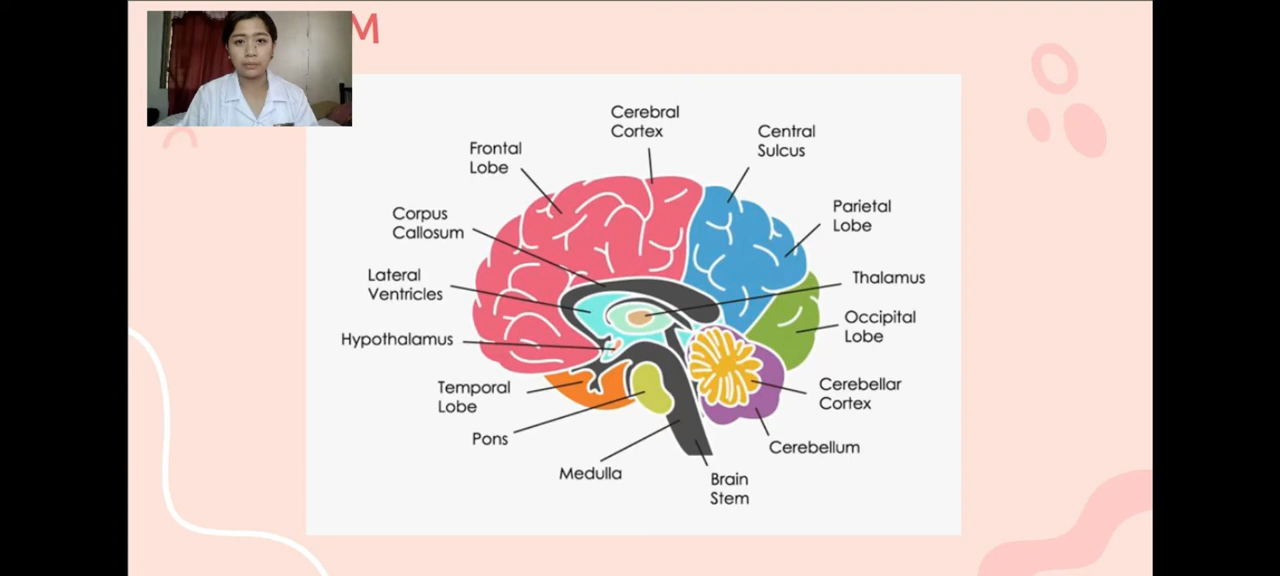 M
Cerebral
Cortex
Central
Sulcus
Frontal
Lobe
Parietal
Lobe
Corpus
Callosum
Thalamus
Lateral
Ventricles
Occipital
Lobe
Hypothalamus
Temporal
Lobe
Cerebellar
Cortex
Pons
Cerebellum
Medulla
Brain
Stem